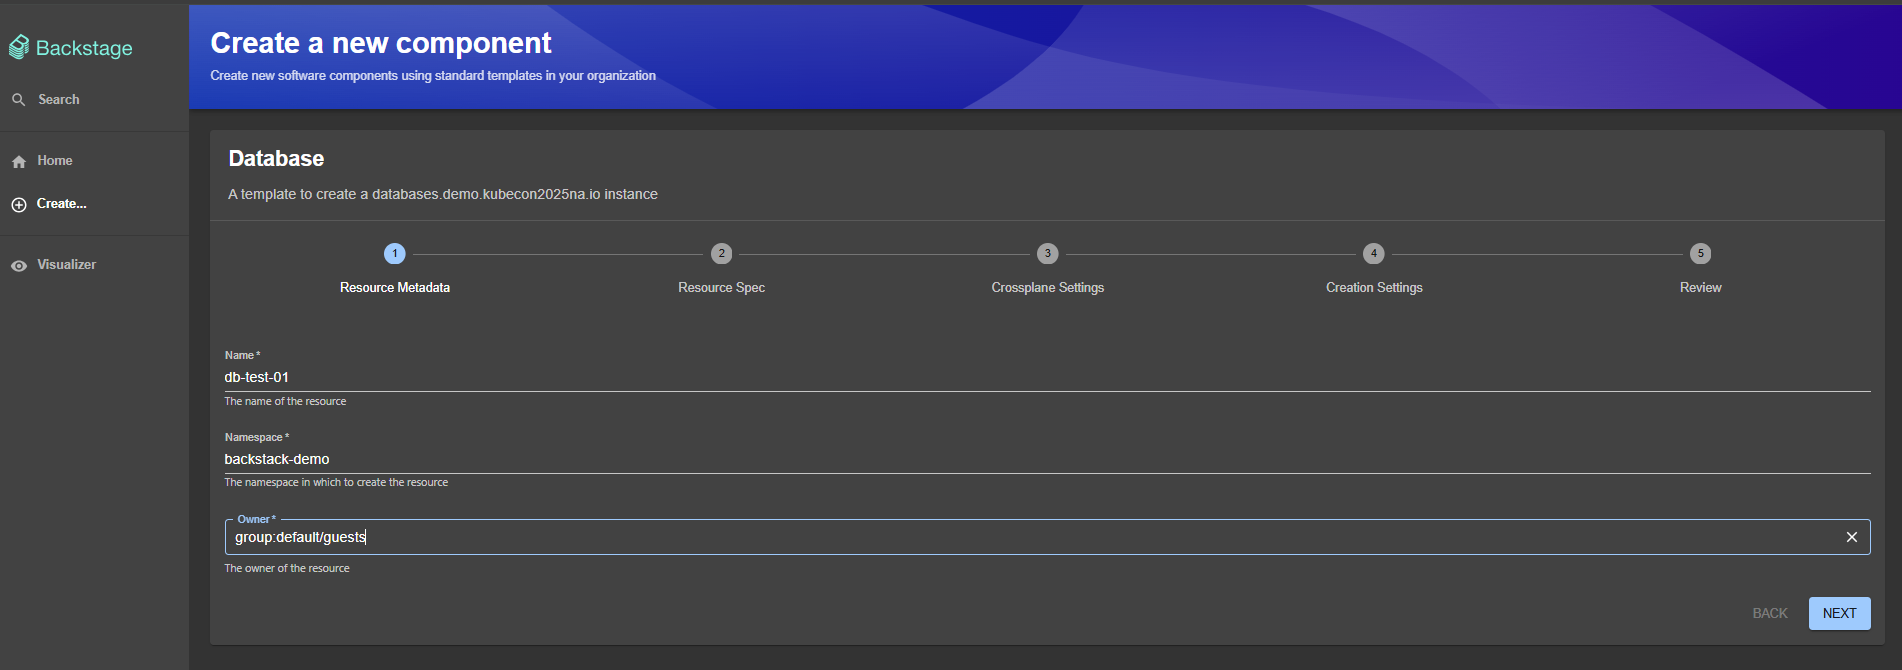 Backstage
Search
Home
Create...
Visualizer
Create a new component
Create new software components using standard templates in your organization
Database
A template to create a databases.demo.kubecon2025na.io instance
1
2
3
4
5
Resource Metadata
Resource Spec
Crossplane Settings
Creation Settings
Review
Name *
db-test-01
The name of the resource
Namespace *
backstack-demo
The namespace in which to create the resource
Owner *
group:default/guests
The owner of the resource
BACK
NEXT